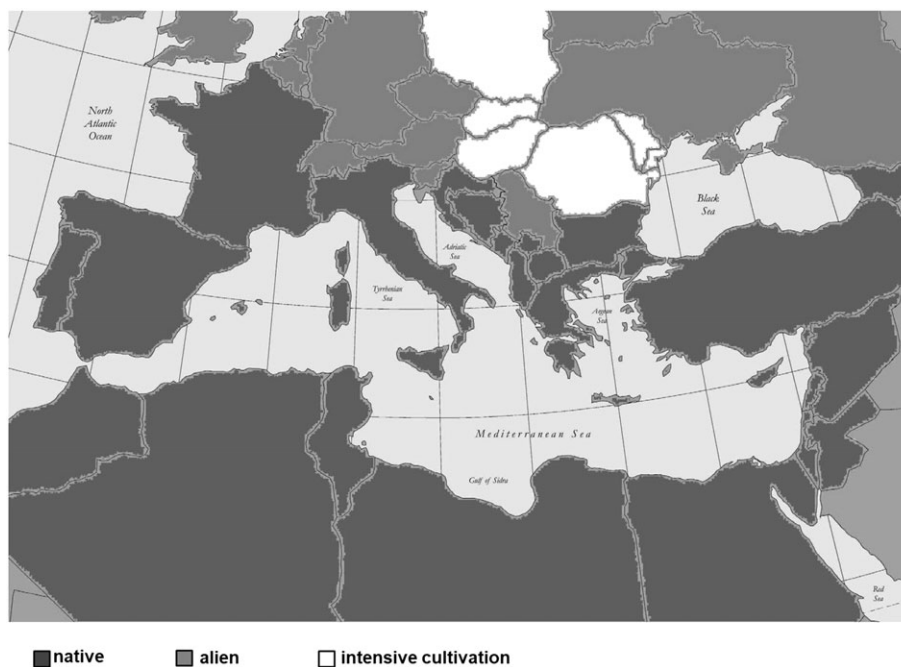 North
Atlantic
Ocean
Black
Sea
Adriatic
Sea
Tyrrhenian
Sea
Aegean
Sea
Mediterranean Sea
Gulf of Sidra
Red
Sea
native
alien
intensive cultivation